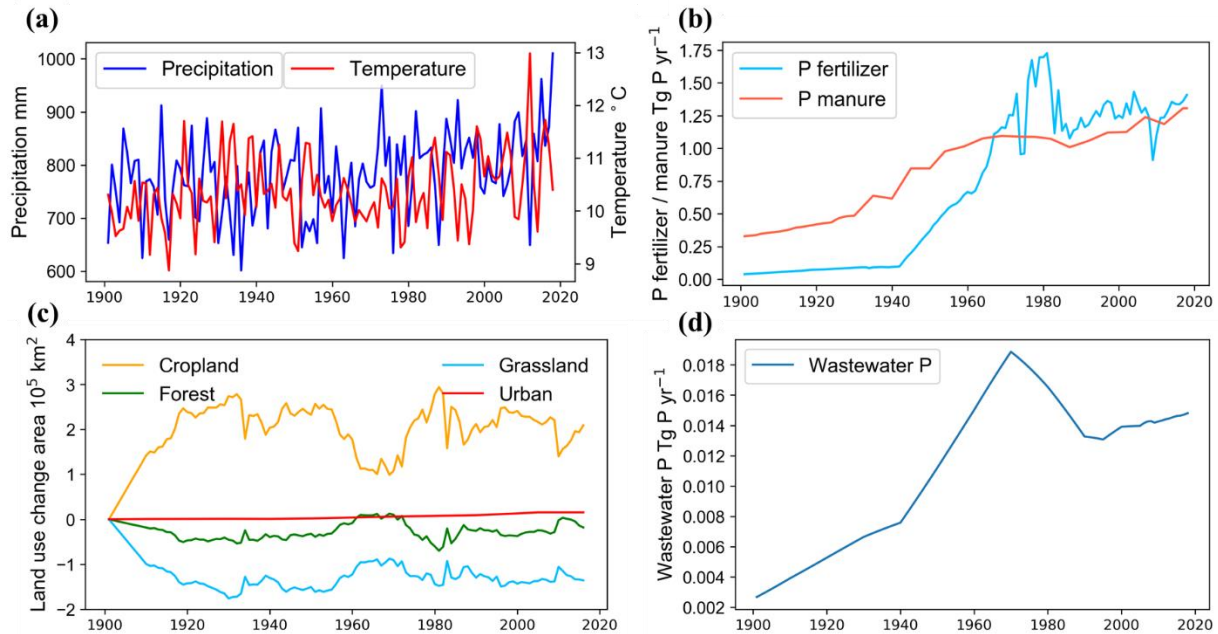 (a)
Precipitation
Temperature
Precipitation mm
1000
900
800
700
600
13
12
11
10
9
Temperature °C
1900 1920 1940 1960 1980 2000 2020
(b)
P fertilizer
P manure
P fertilizer / manure Tg P yr⁻¹
1.75
1.50
1.25
1.00
0.75
0.50
0.25
0.00
1900 1920 1940 1960 1980 2000 2020
(c)
Cropland
Forest
Grassland
Urban
Land use change area 10⁵ km²
4
3
2
1
0
−1
−2
1900 1920 1940 1960 1980 2000 2020
(d)
Wastewater P
Wastewater P Tg P yr⁻¹
0.018
0.016
0.014
0.012
0.010
0.008
0.006
0.004
0.002
1900 1920 1940 1960 1980 2000 2020